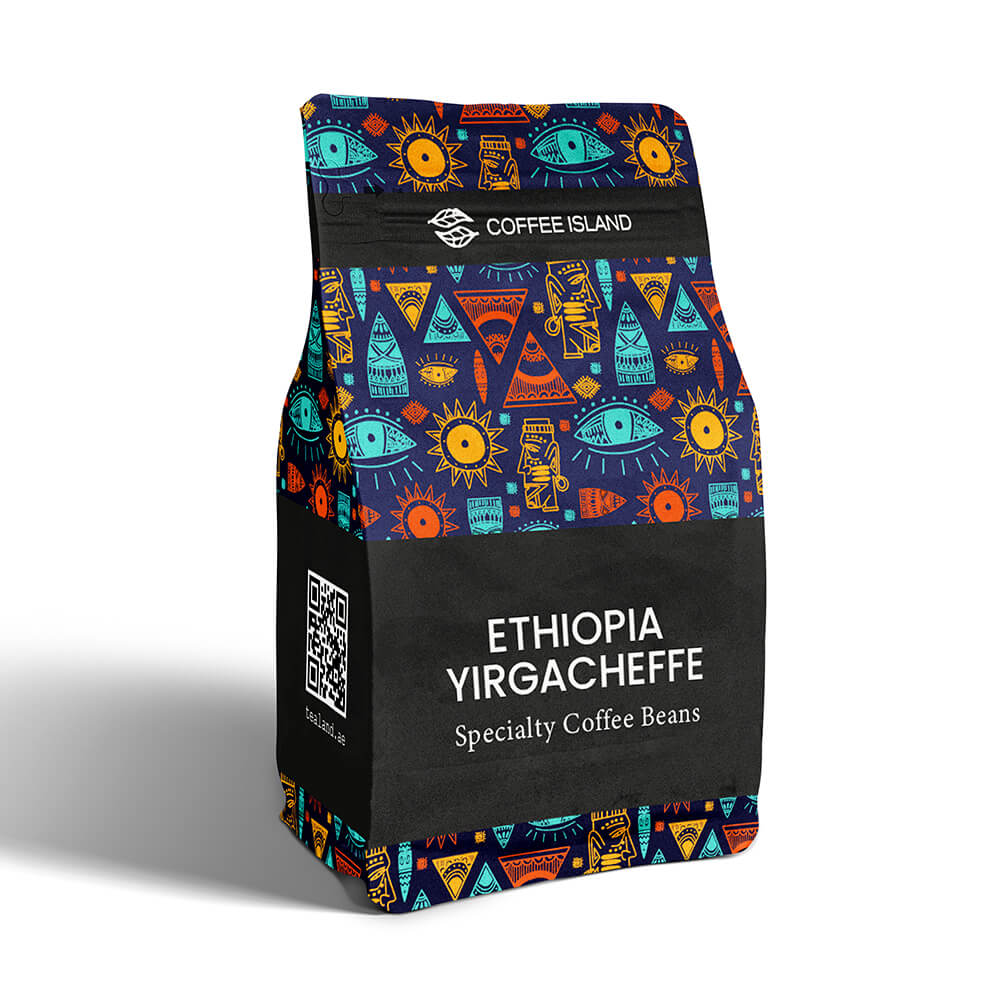 COFFEE ISLAND
ETHIOPIA
YIRGACHEFFE
Specialty Coffee Beans
tealand.ae